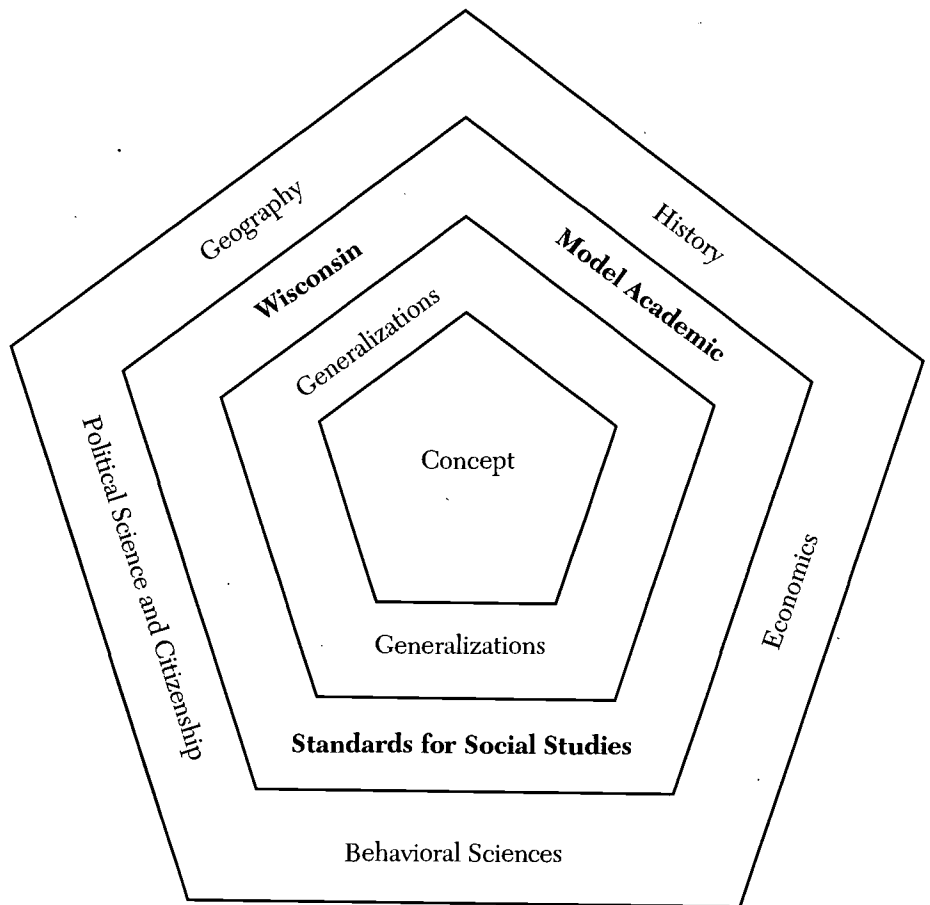 Geography
History
Wisconsin
Model Academic
Generalizations
Concept
Political Science and Citizenship
Economics
Generalizations
Standards for Social Studies
Behavioral Sciences